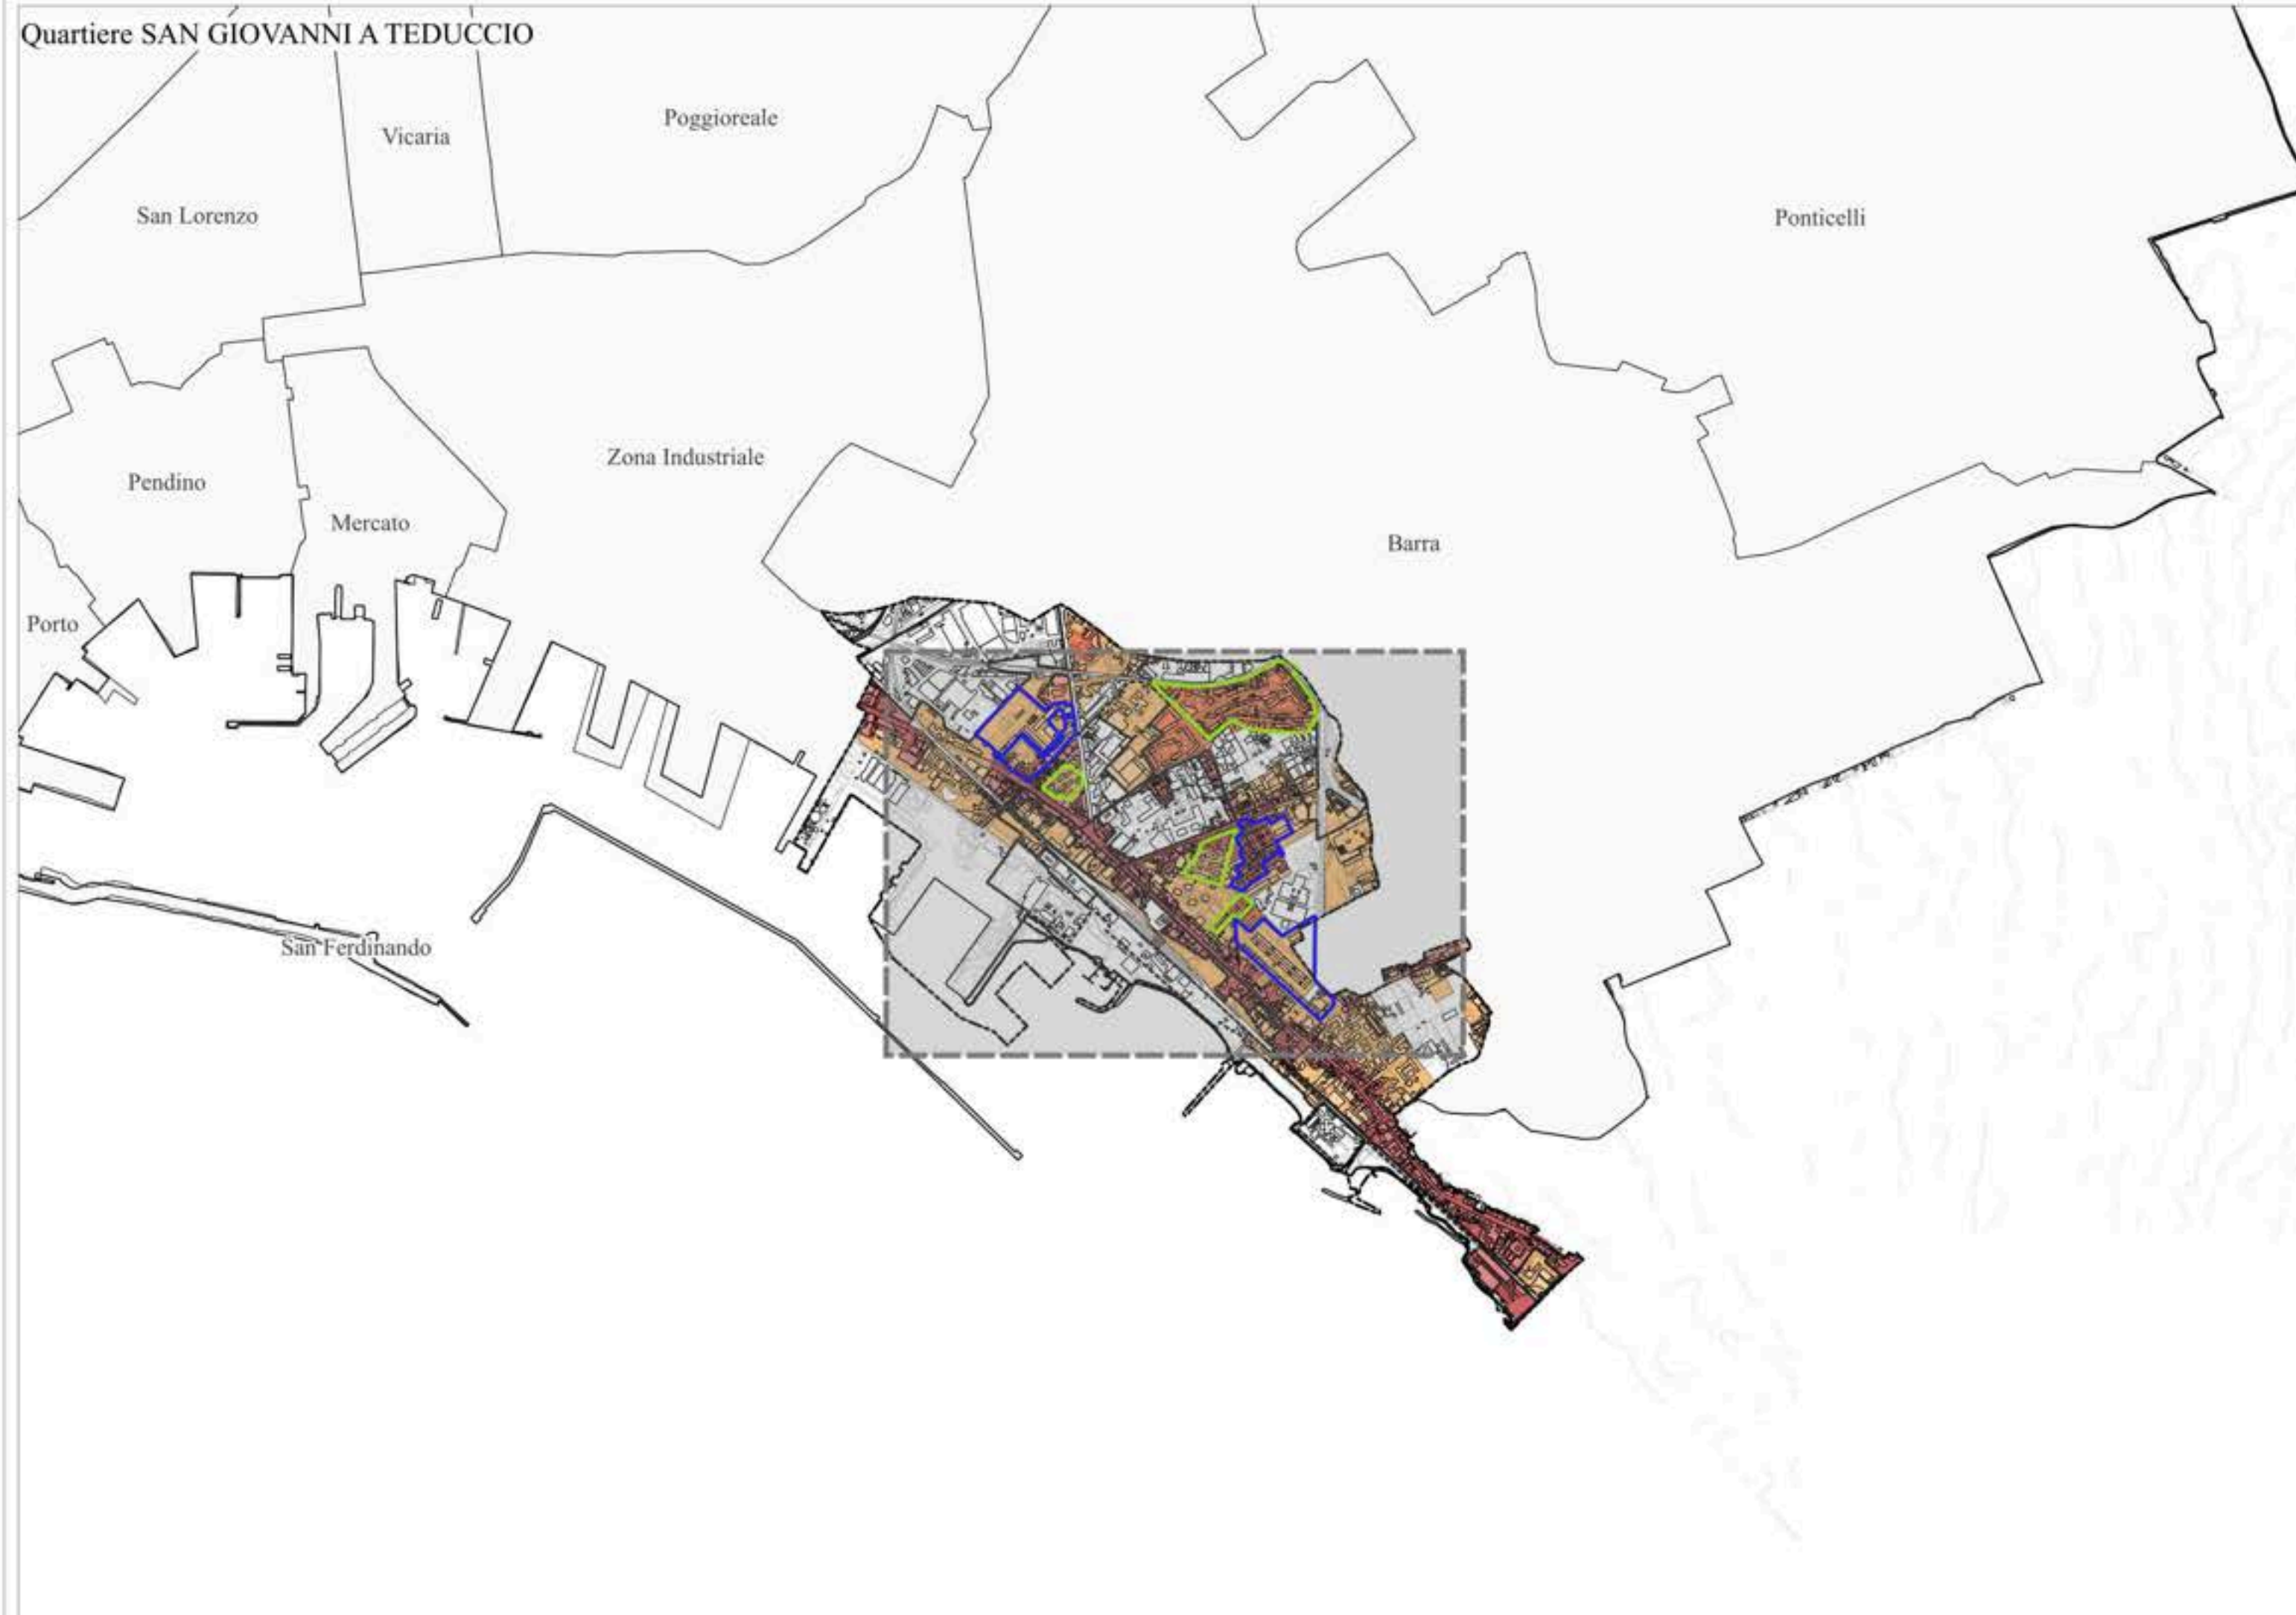 Quartiere SAN GIOVANNI A TEDUCCIO
Poggioreale
Vicaria
San Lorenzo
Ponticelli
Zona Industriale
Pendino
Mercato
Barra
Porto
San Ferdinando